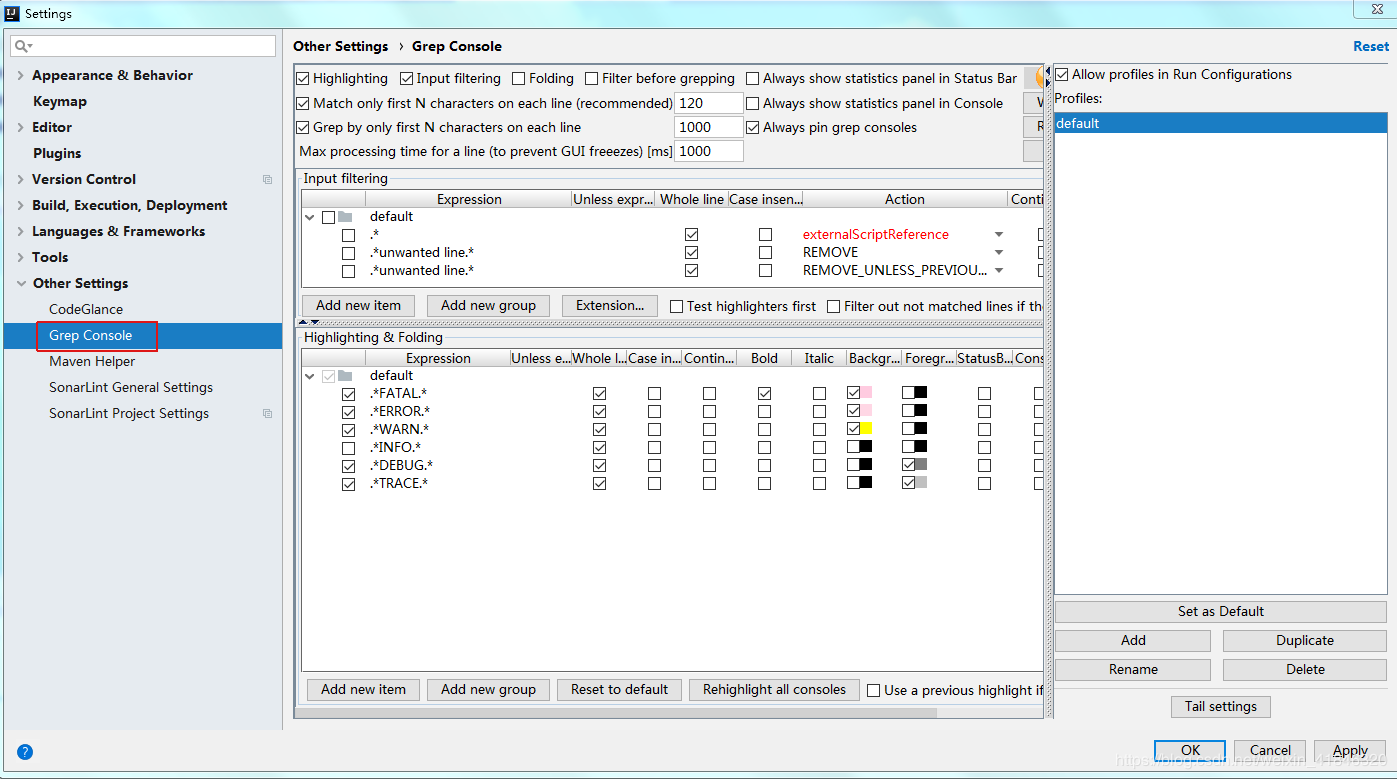 Settings
Other Settings › Grep Console
Reset
Appearance & Behavior
Keymap
Editor
Plugins
Version Control
Build, Execution, Deployment
Languages & Frameworks
Tools
Other Settings
CodeGlance
Grep Console
Maven Helper
SonarLint General Settings
SonarLint Project Settings
Highlighting Input filtering Folding Filter before grepping Always show statistics panel in Status Bar
Match only first N characters on each line (recommended) 120 Always show statistics panel in Console
Grep by only first N characters on each line 1000 Always pin grep consoles
Max processing time for a line (to prevent GUI freeezes) [ms] 1000
Input filtering
Expression Unless expr... Whole line Case insen... Action Conti
default
.* externalScriptReference
.*unwanted line.* REMOVE
.*unwanted line.* REMOVE_UNLESS_PREVIOU...
Add new item Add new group Extension... Test highlighters first Filter out not matched lines if the
Highlighting & Folding
Expression Unless e... Whole l... Case in... Contin... Bold Italic Backgr... Foregr... StatusB... Cons
default
.*FATAL.*
.*ERROR.*
.*WARN.*
.*INFO.*
.*DEBUG.*
.*TRACE.*
Add new item Add new group Reset to default Rehighlight all consoles Use a previous highlight if
Allow profiles in Run Configurations
Profiles:
default
Set as Default
Add Duplicate
Rename Delete
Tail settings
? OK Cancel Apply